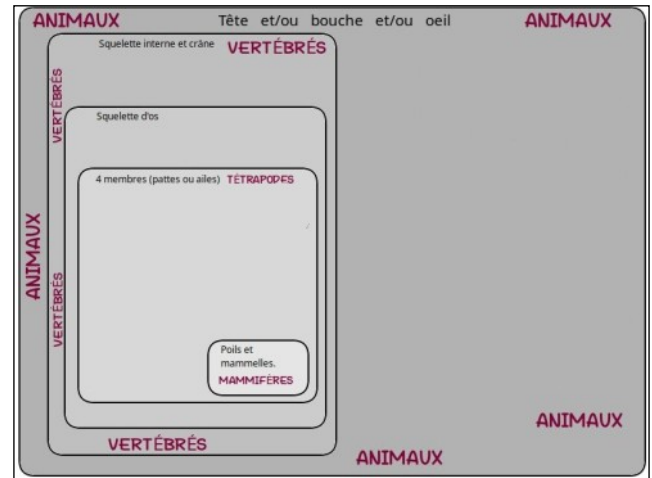 ANIMAUX Tête et/ou bouche et/ou oeil ANIMAUX
Squelette interne et crâne VERTÉBRÉS
VERTÉBRÉS
Squelette d'os
4 membres (pattes ou ailes) TÉTRAPODES
ANIMAUX
VERTÉBRÉS
Poils et
mammelles.
MAMMIFÈRES
ANIMAUX
VERTÉBRÉS
ANIMAUX